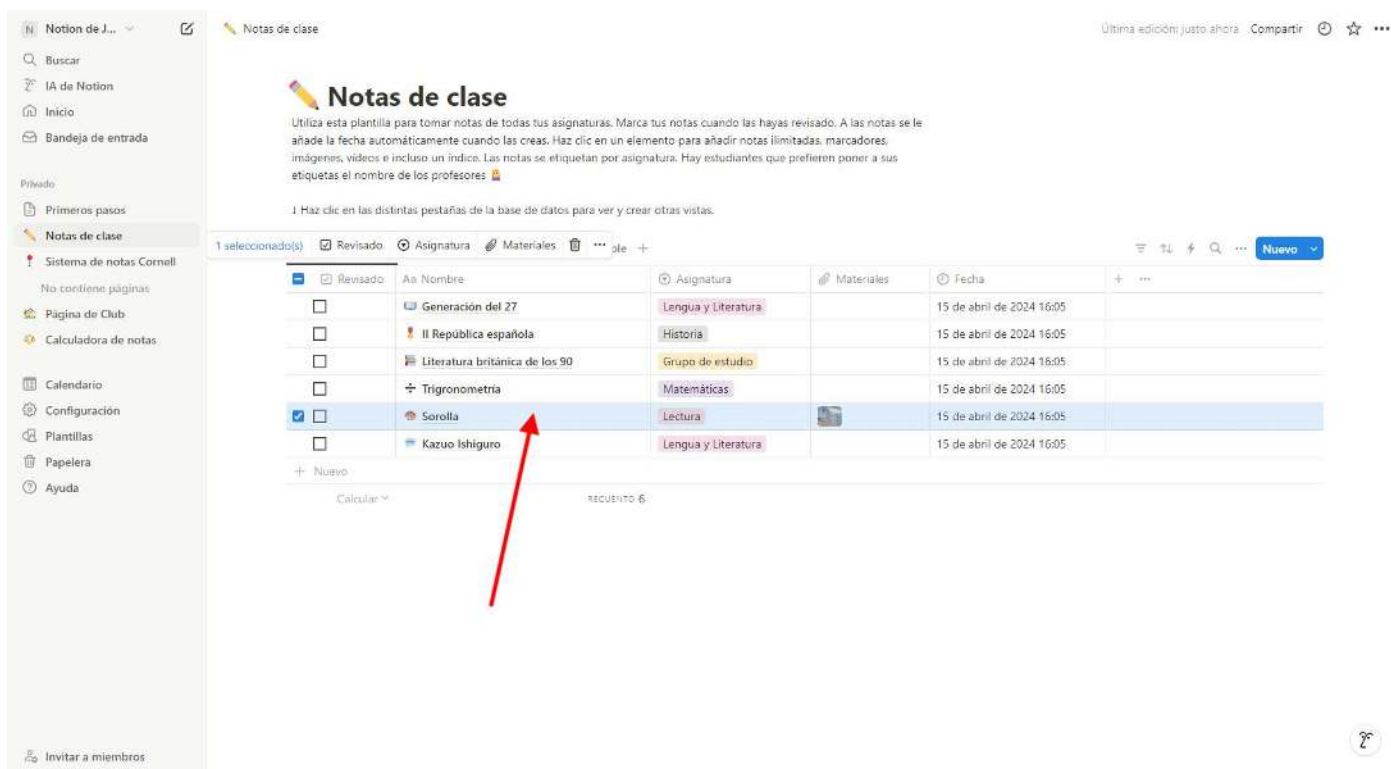 N Notion de J...
Notas de clase
Última edición: justo ahora Compartir
Buscar
IA de Notion
Inicio
Bandeja de entrada
Privado
Primeros pasos
Notas de clase
Sistema de notas Cornell
No contiene páginas
Página de Club
Calculadora de notas
Calendario
Configuración
Plantillas
Papelera
Ayuda
Invitar a miembros
Notas de clase
Utiliza esta plantilla para tomar notas de todas tus asignaturas. Marca tus notas cuando las hayas revisado. A las notas se le
añade la fecha automáticamente cuando las creas. Haz clic en un elemento para añadir notas ilimitadas, marcadores,
imágenes, vídeos e incluso un índice. Las notas se etiquetan por asignatura. Hay estudiantes que prefieren poner a sus
etiquetas el nombre de los profesores
↓ Haz clic en las distintas pestañas de la base de datos para ver y crear otras vistas.
1 seleccionado(s) Revisado Asignatura Materiales ... ple + ... Nuevo
Revisado Aa Nombre Asignatura Materiales Fecha + ...
Generación del 27 Lengua y Literatura 15 de abril de 2024 16:05
II República española Historia 15 de abril de 2024 16:05
Literatura británica de los 90 Grupo de estudio 15 de abril de 2024 16:05
Trigronometría Matemáticas 15 de abril de 2024 16:05
Sorolla Lectura 15 de abril de 2024 16:05
Kazuo Ishiguro Lengua y Literatura 15 de abril de 2024 16:05
+ Nuevo
Calcular RECUENTO 6